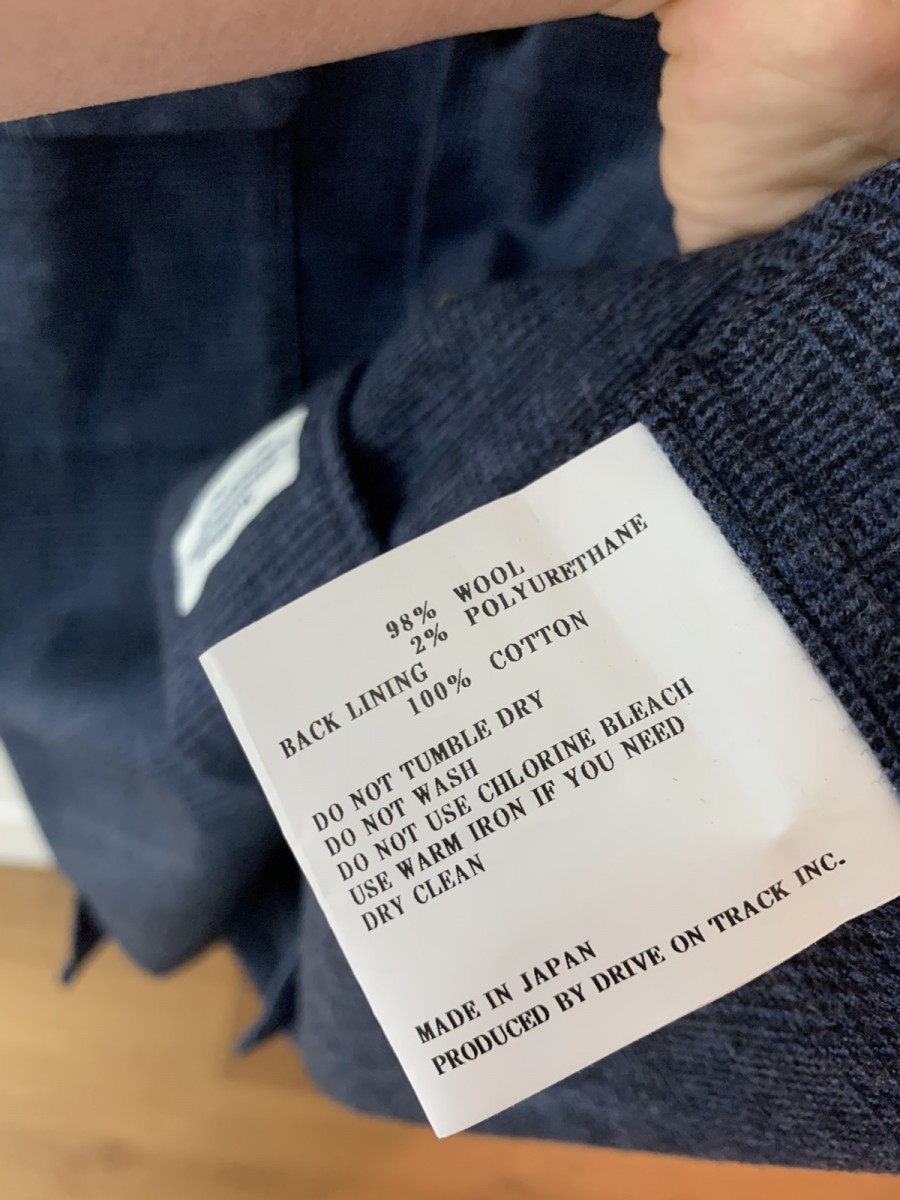 98% WOOL
2% POLYURETHANE
BACK LINING
100% COTTON
DO NOT TUMBLE DRY
DO NOT WASH
DO NOT USE CHLORINE BLEACH
USE WARM IRON IF YOU NEED
DRY CLEAN
MADE IN JAPAN
PRODUCED BY DRIVE ON TRACK INC.